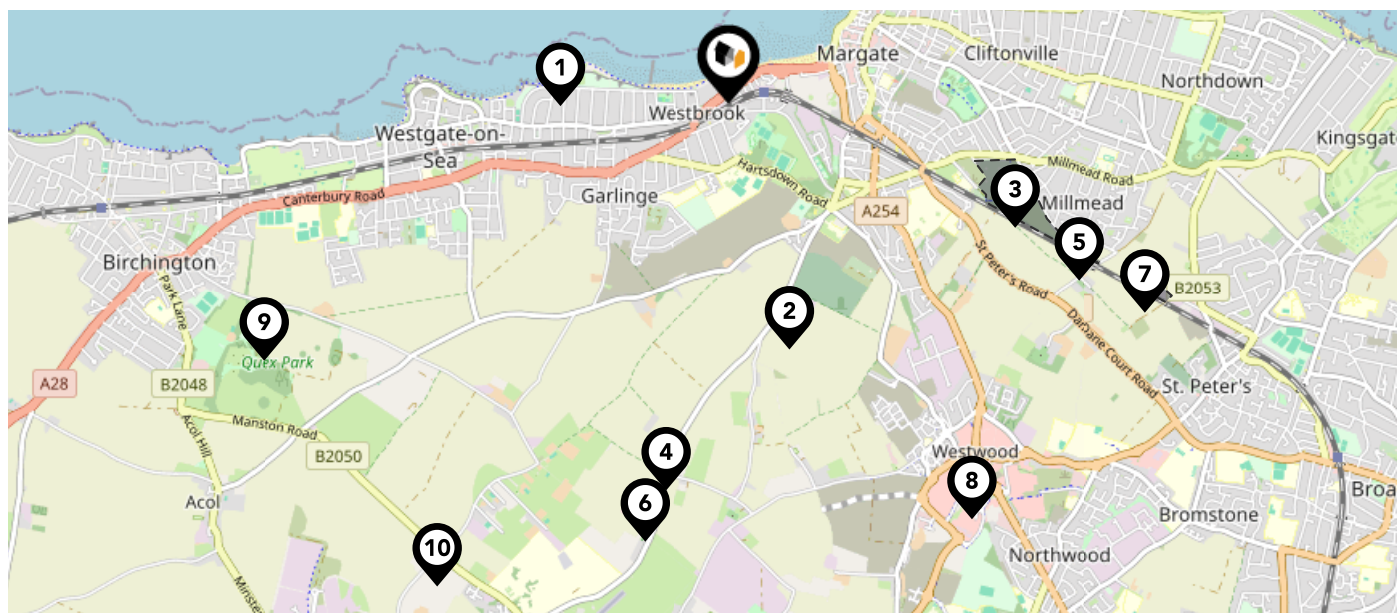 Margate
Cliftonville
Northdown
1
Westbrook
Westgate-on-
Sea
Kingsgat
Hartsdown Road
Millmead Road
Canterbury Road
Garlinge
3
Millmead
A254
5
St Peter's Road
Birchington
7
B2053
Park Lane
2
9
Dane Court Road
Quex Park
A28
B2048
St. Peter's
Manston Road
Acol Hill
B2050
4
Westwood
8
6
Broa
Acol
Bromstone
10
Northwood
Minste